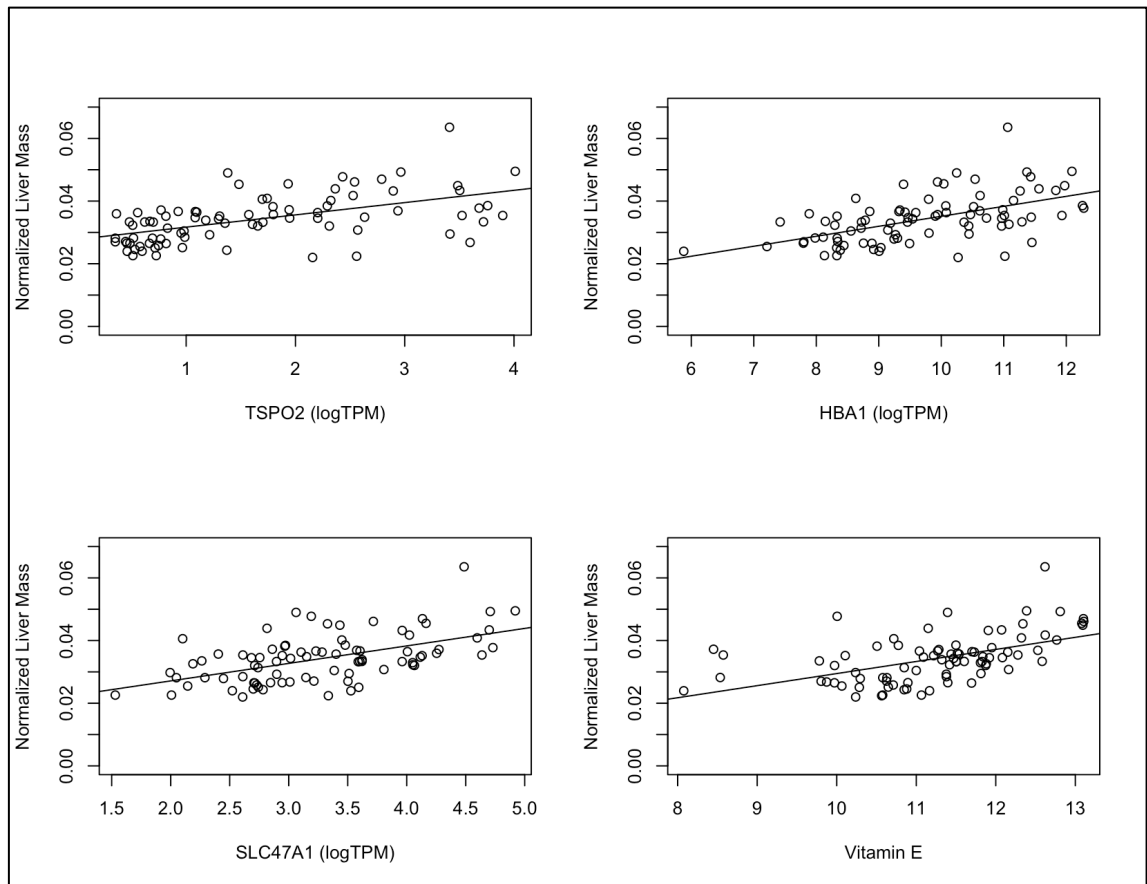 Normalized Liver Mass
0.00 0.02 0.04 0.06
1 2 3 4
TSPO2 (logTPM)
Normalized Liver Mass
0.00 0.02 0.04 0.06
6 7 8 9 10 11 12
HBA1 (logTPM)
Normalized Liver Mass
0.00 0.02 0.04 0.06
1.5 2.0 2.5 3.0 3.5 4.0 4.5 5.0
SLC47A1 (logTPM)
Normalized Liver Mass
0.00 0.02 0.04 0.06
8 9 10 11 12 13
Vitamin E